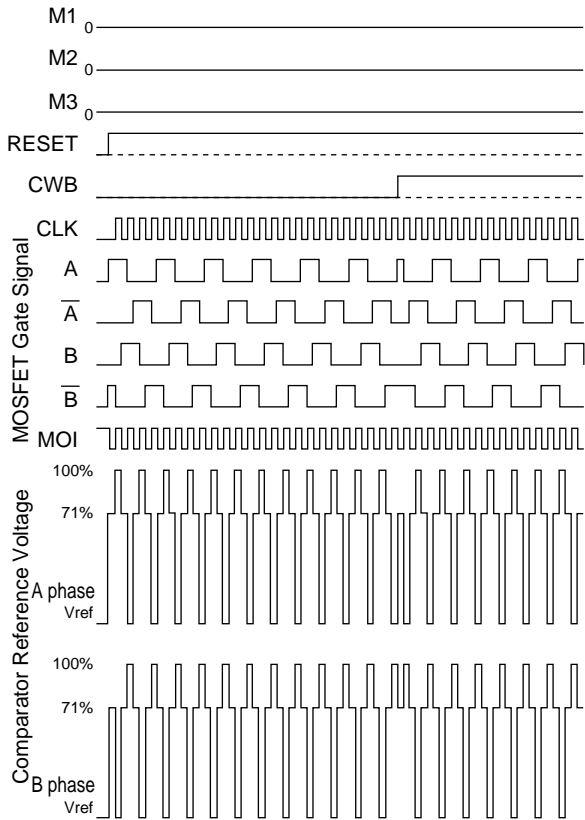 M1 0
M2 0
M3 0
RESET
CWB
CLK
MOSFET Gate Signal
A
A̅
B
B̅
MOI
Comparator Reference Voltage
100%
71%
A phase
Vref
100%
71%
B phase
Vref